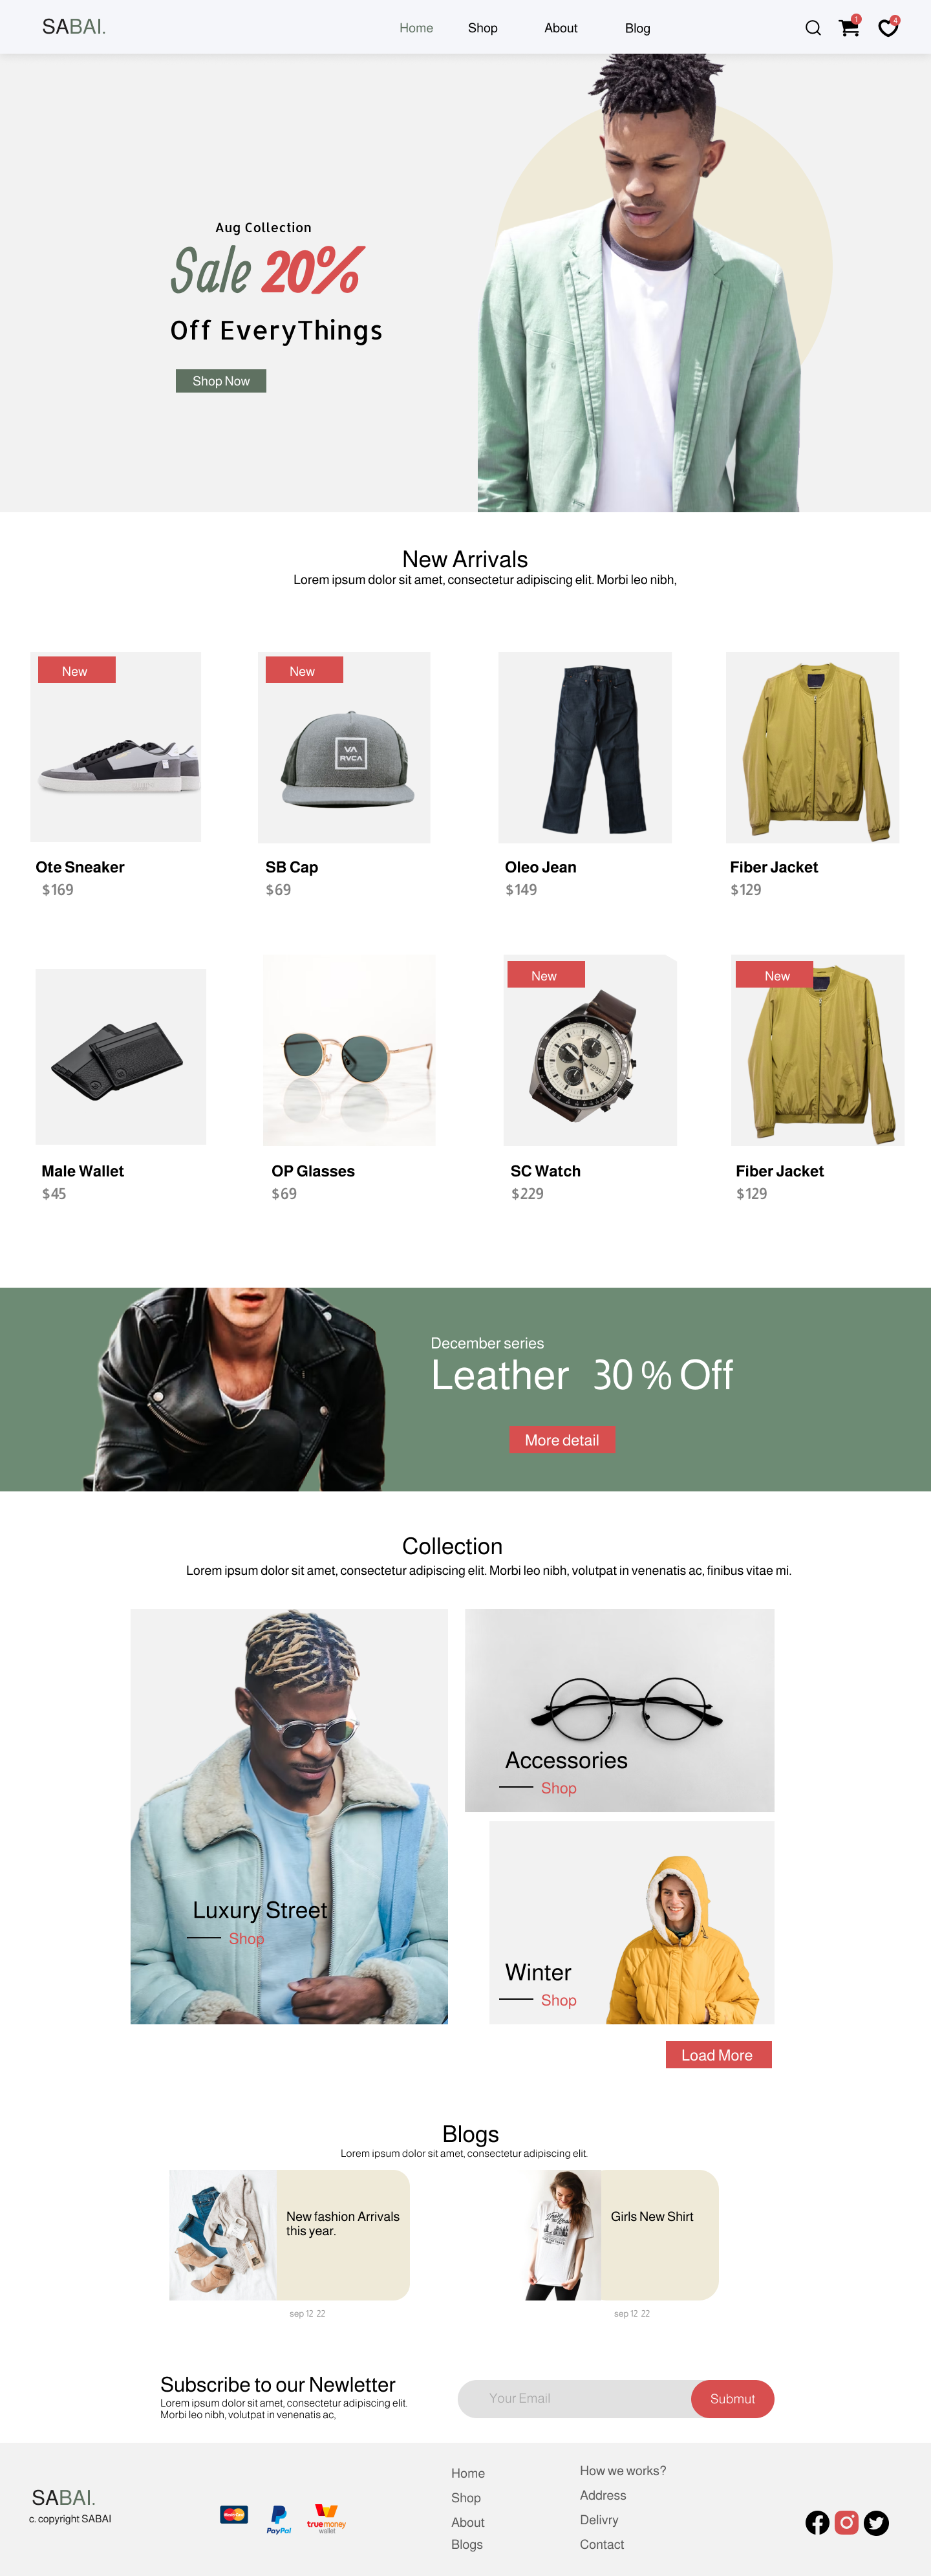 SABAI.
Home Shop About Blog
1
4
Aug Collection
Sale 20%
Off EveryThings
Shop Now
New Arrivals
Lorem ipsum dolor sit amet, consectetur adipiscing elit. Morbi leo nibh,
New
New
VA
RVCA
Ote Sneaker
$169
SB Cap
$69
Oleo Jean
$149
Fiber Jacket
$129
New
New
FOSSIL
Male Wallet
$45
OP Glasses
$69
SC Watch
$229
Fiber Jacket
$129
December series
Leather 30 % Off
More detail
Collection
Lorem ipsum dolor sit amet, consectetur adipiscing elit. Morbi leo nibh, volutpat in venenatis ac, finibus vitae mi.
Luxury Street
Shop
Accessories
Shop
Winter
Shop
Load More
Blogs
Lorem ipsum dolor sit amet, consectetur adipiscing elit.
New fashion Arrivals
this year.
sep 12 22
Girls New Shirt
sep 12 22
Subscribe to our Newletter
Lorem ipsum dolor sit amet, consectetur adipiscing elit.
Morbi leo nibh, volutpat in venenatis ac,
Your Email
Submut
SABAI.
c. copyright SABAI
PayPal
truemoney
wallet
Home
Shop
About
Blogs
How we works?
Address
Delivry
Contact